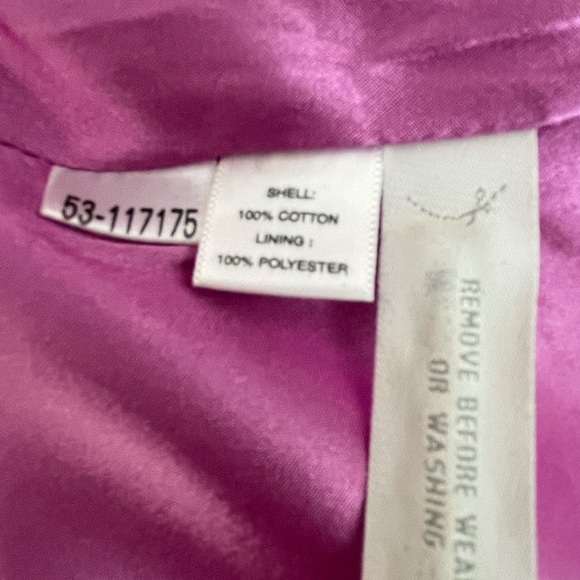 53-117175
SHELL:
100% COTTON
LINING :
100% POLYESTER
REMOVE BEFORE WEA
OR WASHING